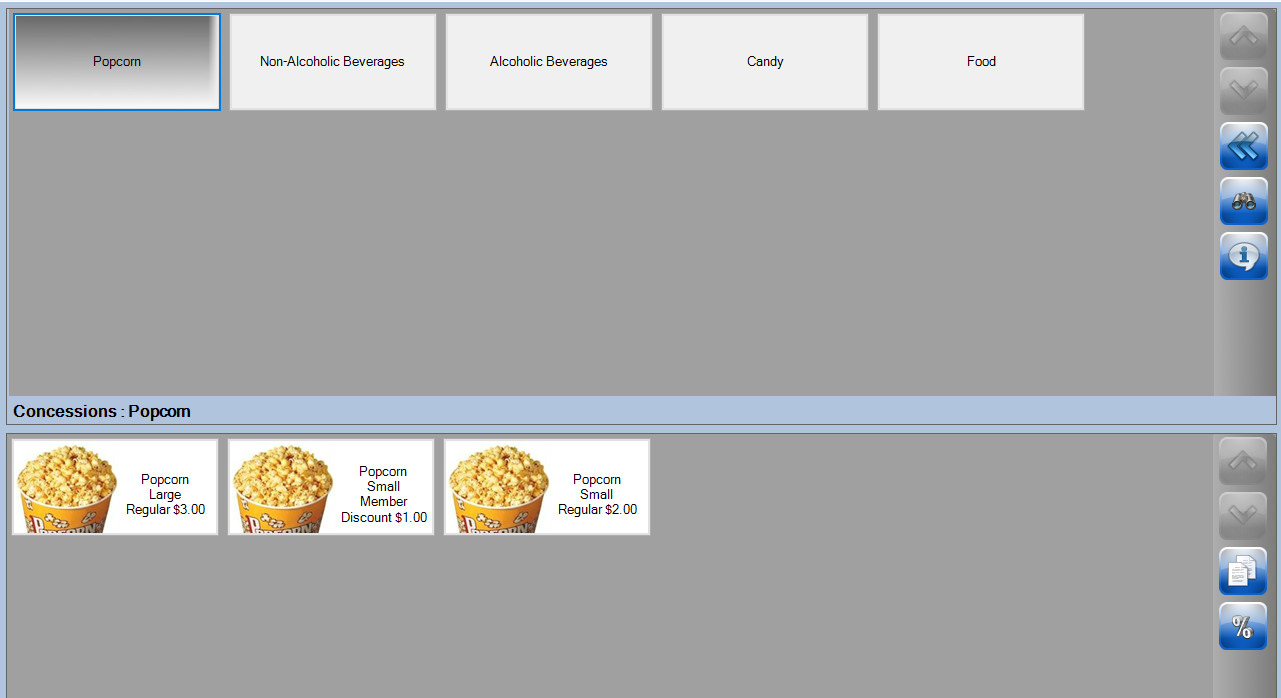 Popcorn
Non-Alcoholic Beverages
Alcoholic Beverages
Candy
Food
Concessions : Popcorn
Popcorn
Large
Regular $3.00
Popcorn
Small
Member
Discount $1.00
Popcorn
Small
Regular $2.00
%